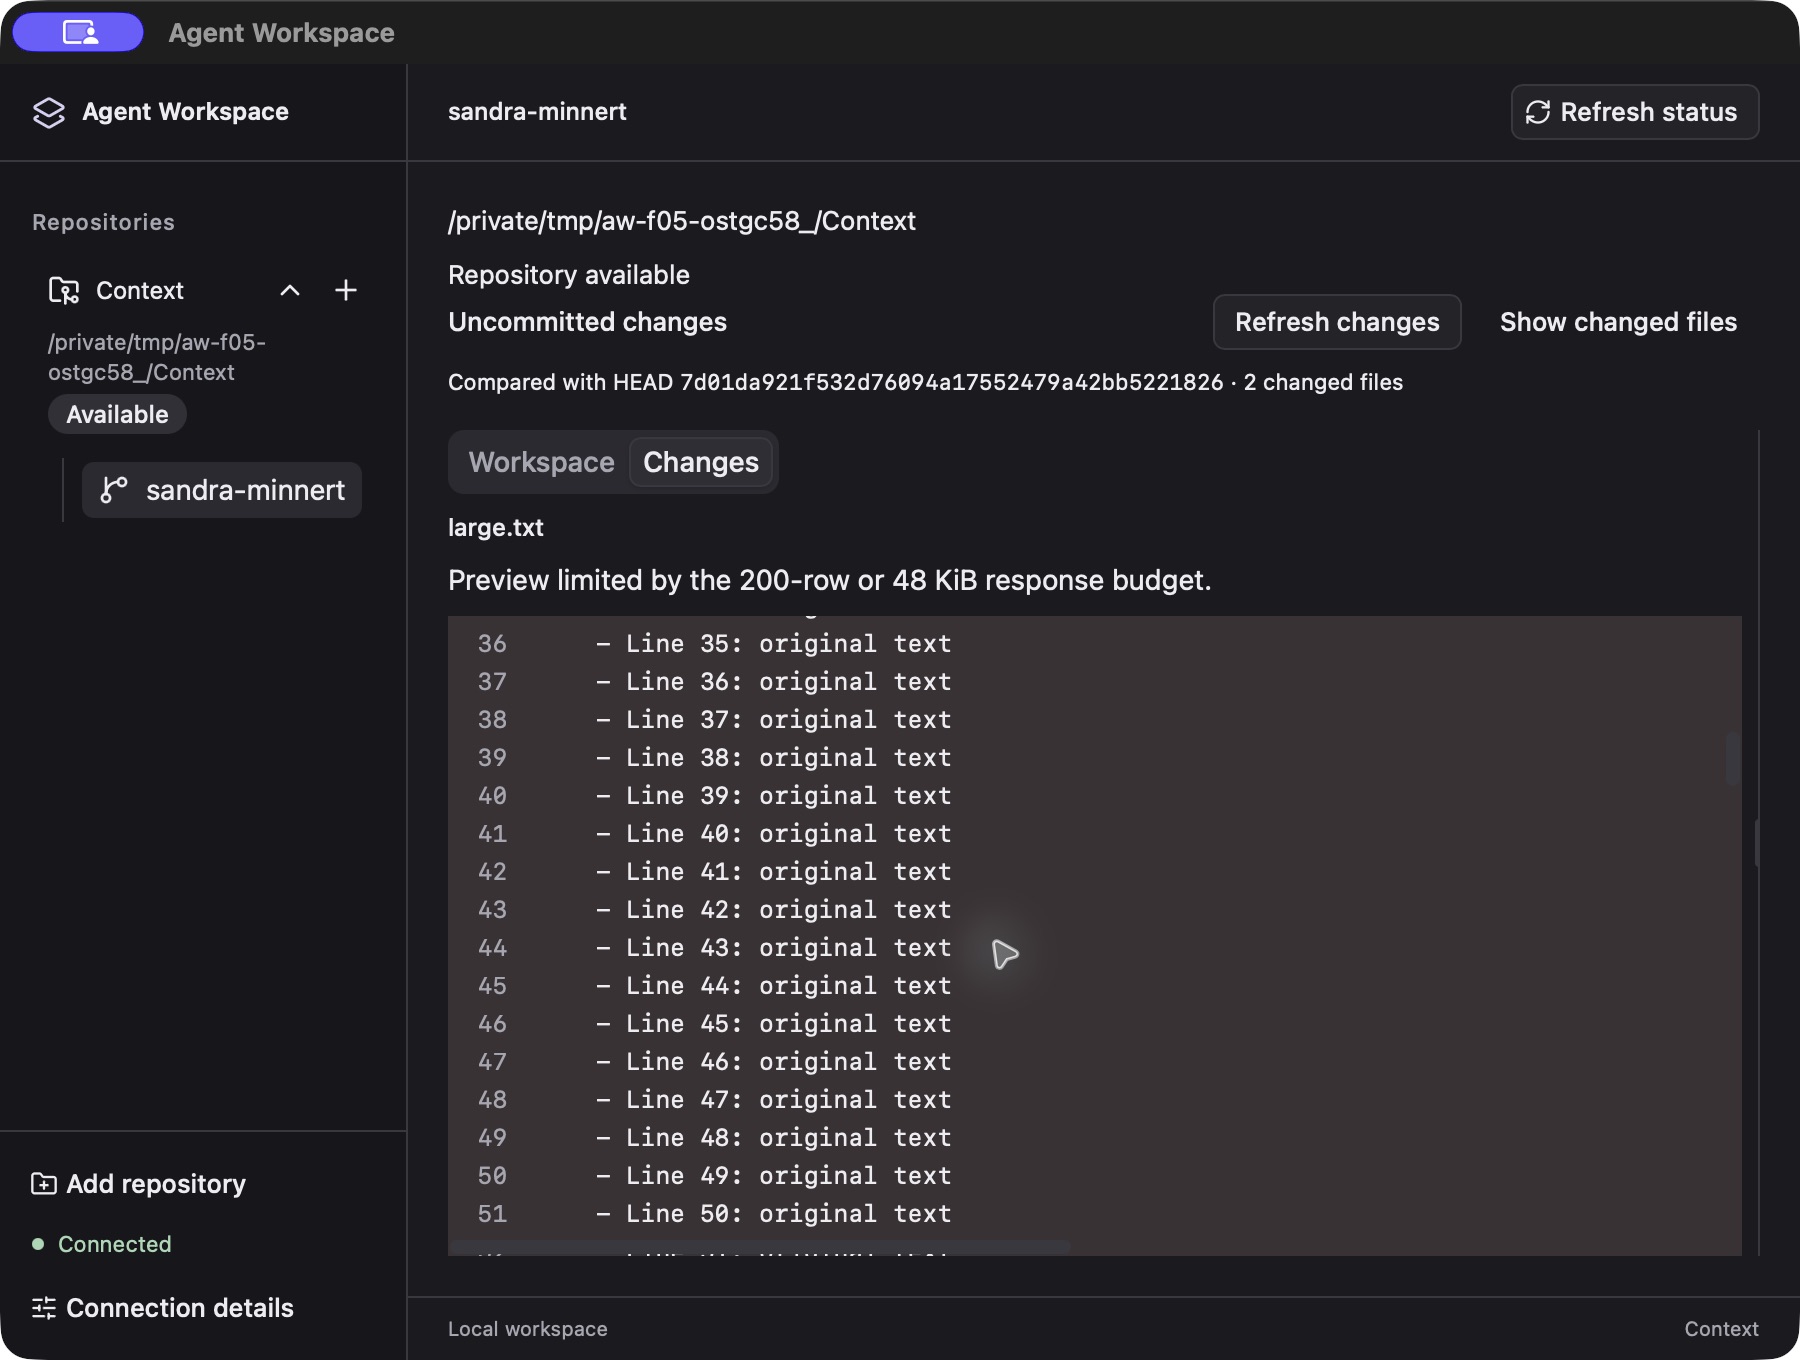 Agent Workspace
Agent Workspace
sandra-minnert
Refresh status
Repositories
Context
/private/tmp/aw-f05-
ostgc58_/Context
Available
sandra-minnert
/private/tmp/aw-f05-ostgc58_/Context
Repository available
Uncommitted changes
Refresh changes
Show changed files
Compared with HEAD 7d01da921f532d76094a17552479a42bb5221826 · 2 changed files
Workspace
Changes
large.txt
Preview limited by the 200-row or 48 KiB response budget.
36 – Line 35: original text
37 – Line 36: original text
38 – Line 37: original text
39 – Line 38: original text
40 – Line 39: original text
41 – Line 40: original text
42 – Line 41: original text
43 – Line 42: original text
44 – Line 43: original text
45 – Line 44: original text
46 – Line 45: original text
47 – Line 46: original text
48 – Line 47: original text
49 – Line 48: original text
50 – Line 49: original text
51 – Line 50: original text
Add repository
Connected
Connection details
Local workspace
Context